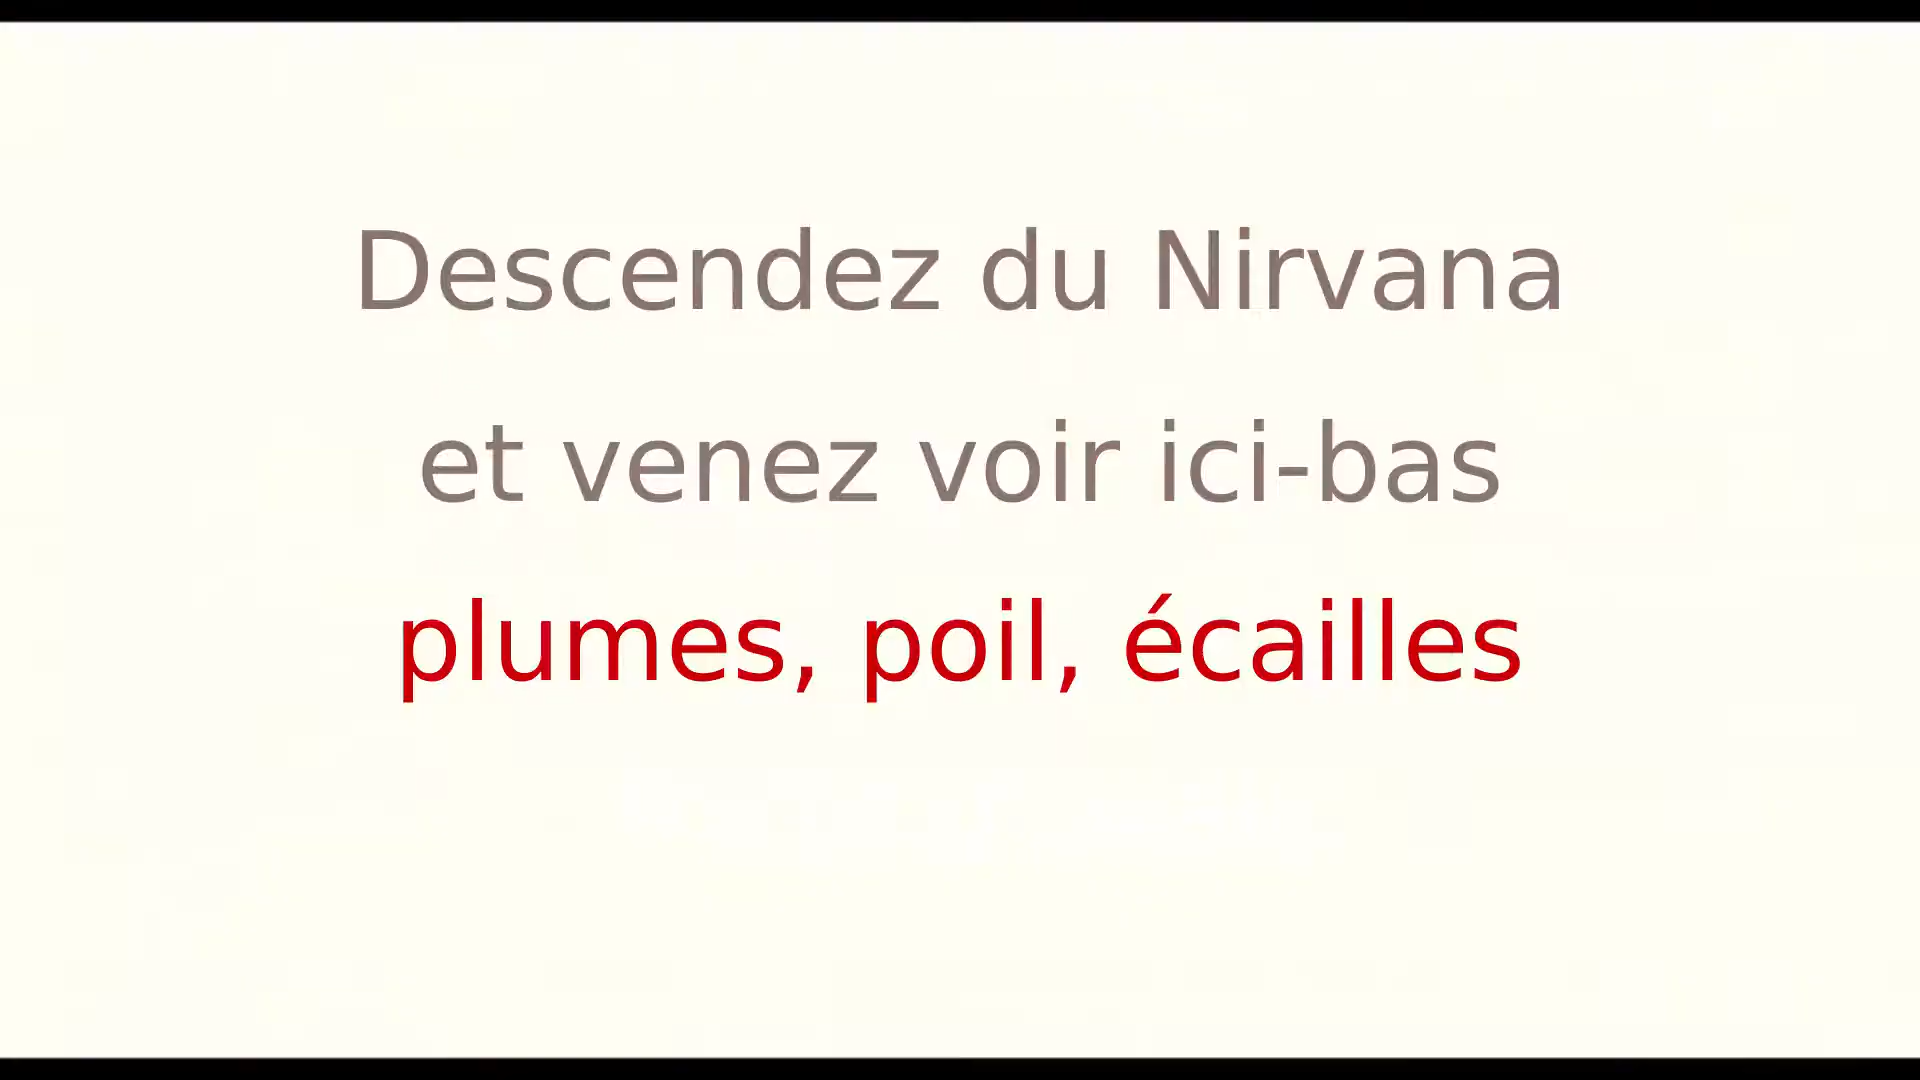 Descendez du Nirvana
et venez voir ici-bas
plumes, poil, écailles